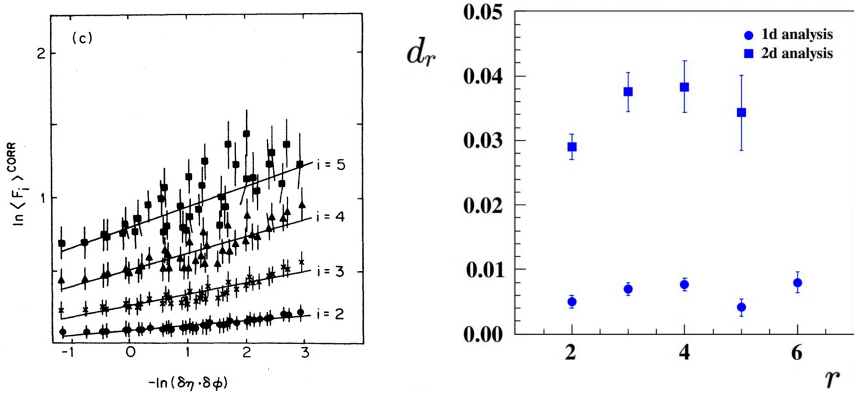 (c)
2
1
ln ⟨F_i⟩^CORR
i = 5
i = 4
i = 3
i = 2
-1 0 1 2 3
-ln (δη · δϕ)
0.05
0.04
0.03
0.02
0.01
0.00
d_r
1d analysis
2d analysis
2 4 6
r